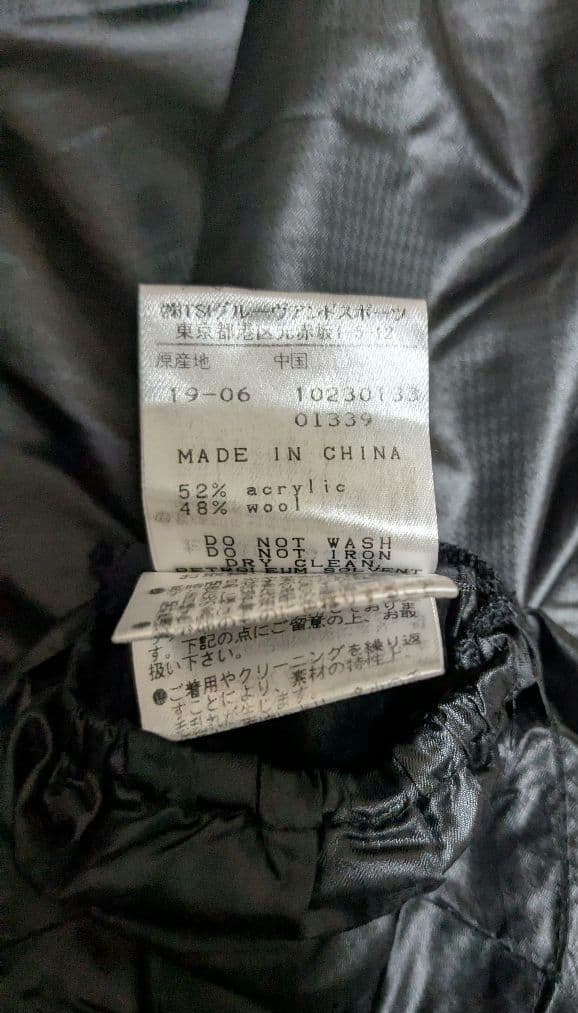 ㈱TSIグルーヴアンドスポーツ
東京都港区元赤坂1-5-12
原産地 中国
19-06 10230133
01339
MADE IN CHINA
52% acrylic
48% wool
DO NOT WASH
DO NOT IRON
DRY CLEAN
PETROLEUM SOLVENT
す。下記の点にご留意の上、お取
扱い下さい。
ご着用やクリーニングを繰り返
すことにより、素材の特性上、